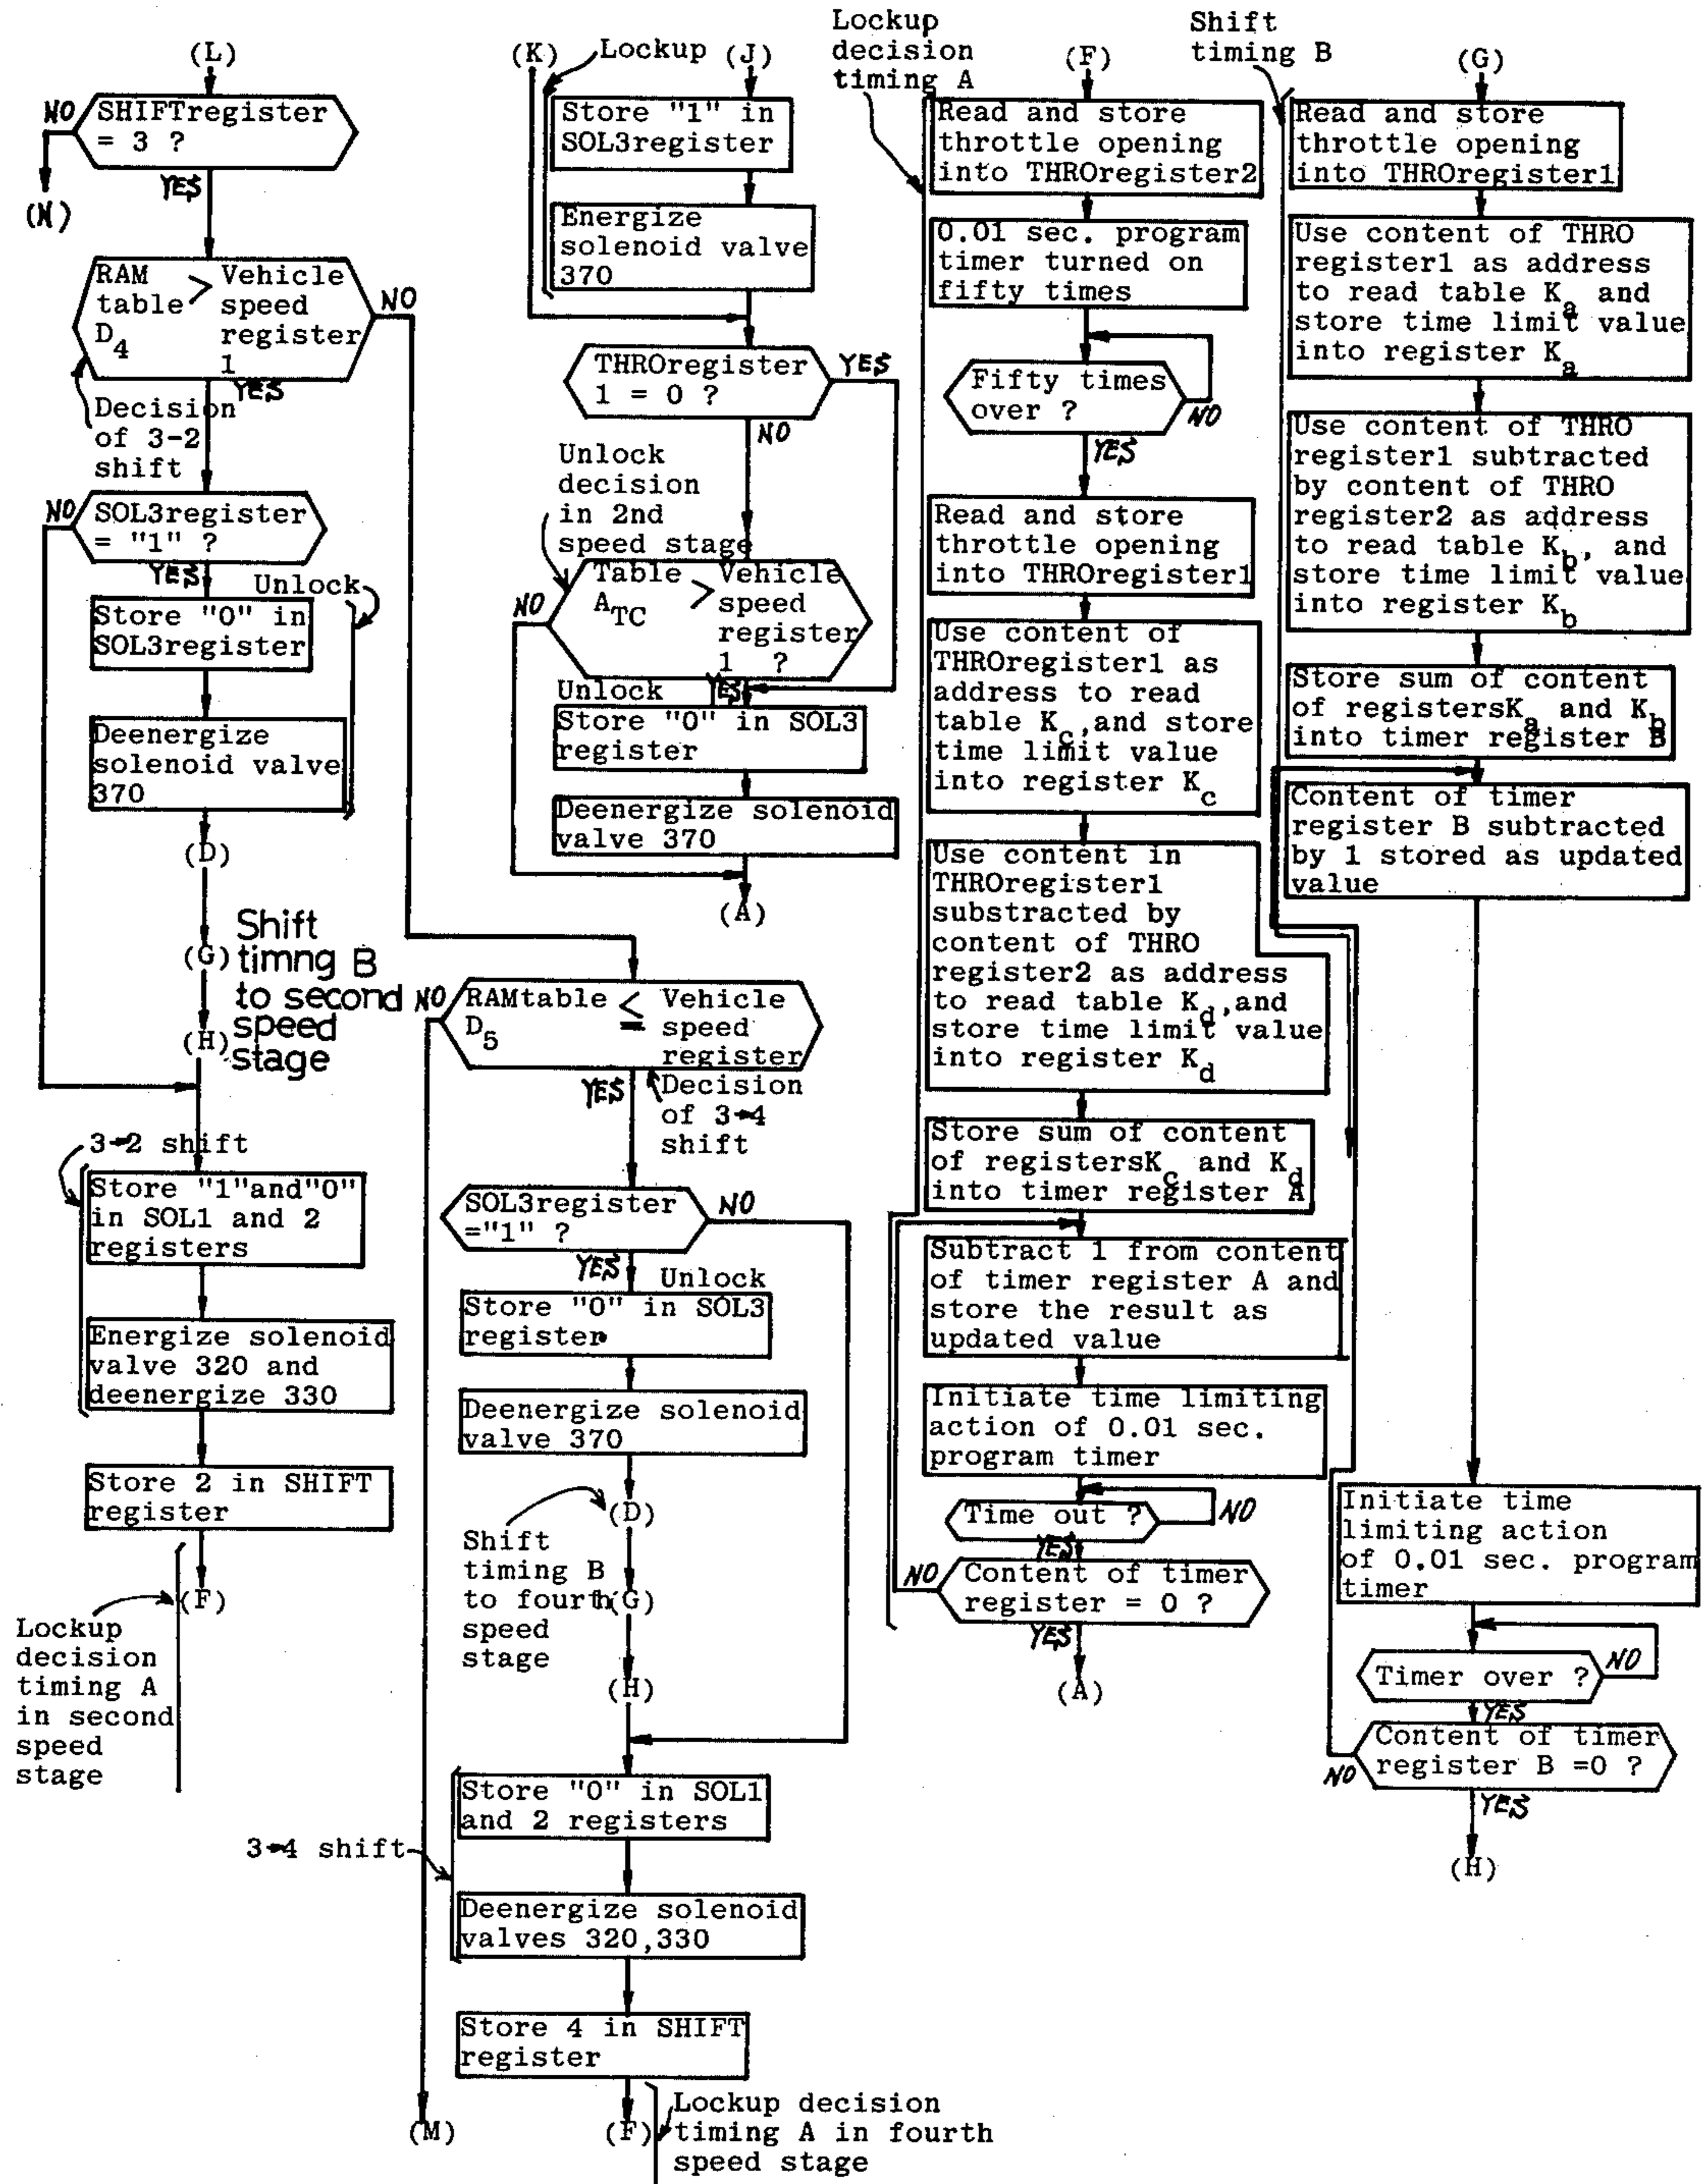 (L)
NO
SHIFTregister
= 3 ?
YES
(N)
RAM
table
D4
>
Vehicle
speed
register
1
NO
YES
Decision
of 3-2
shift
NO
SOL3register
= "1" ?
YES
Unlock
Store "0" in
SOL3register
Deenergize
solenoid valve
370
(D)
(G)
(H)
Shift
timng B
to second
speed
stage
3→2 shift
Store "1"and"0"
in SOL1 and 2
registers
Energize solenoid
valve 320 and
deenergize 330
Store 2 in SHIFT
register
(F)
Lockup
decision
timing A
in second
speed
stage
(K)
Lockup
(J)
Store "1" in
SOL3register
Energize
solenoid valve
370
THROregister
1 = 0 ?
YES
NO
Unlock
decision
in 2nd
speed stage
Table
ATC
>
Vehicle
speed
register
1 ?
NO
YES
Unlock
Store "0" in SOL3
register
Deenergize solenoid
valve 370
(A)
NO
RAMtable
D5
≦
Vehicle
speed
register
YES
Decision
of 3→4
shift
SOL3register
="1" ?
NO
YES
Unlock
Store "0" in SOL3
register
Deenergize solenoid
valve 370
(D)
Shift
timing B
to fourth
speed
stage
(G)
(H)
Store "0" in SOL1
and 2 registers
3→4 shift
Deenergize solenoid
valves 320,330
Store 4 in SHIFT
register
(M)
(F)
Lockup decision
timing A in fourth
speed stage
Lockup
decision
timing A
(F)
Read and store
throttle opening
into THROregister2
0.01 sec. program
timer turned on
fifty times
Fifty times
over ?
NO
YES
Read and store
throttle opening
into THROregister1
Use content of
THROregister1 as
address to read
table Kc,and store
time limit value
into register Kc
Use content in
THROregister1
substracted by
content of THRO
register2 as address
to read table Kd,and
store time limit value
into register Kd
Store sum of content
of registersKc and Kd
into timer register A
Subtract 1 from content
of timer register A and
store the result as
updated value
Initiate time limiting
action of 0.01 sec.
program timer
Time out ?
NO
YES
NO
Content of timer
register = 0 ?
YES
(A)
Shift
timing B
(G)
Read and store
throttle opening
into THROregister1
Use content of THRO
register1 as address
to read table Ka and
store time limit value
into register Ka
Use content of THRO
register1 subtracted
by content of THRO
register2 as address
to read table Kb, and
store time limit value
into register Kb
Store sum of content
of registersKa and Kb
into timer register B
Content of timer
register B subtracted
by 1 stored as updated
value
Initiate time
limiting action
of 0.01 sec. program
timer
Timer over ?
NO
YES
Content of timer
register B =0 ?
NO
YES
(H)